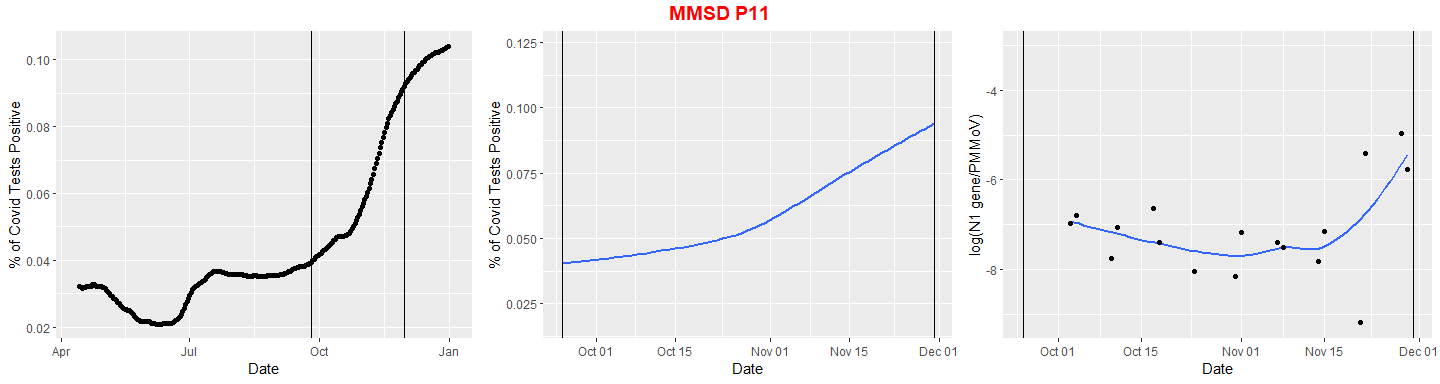 MMSD P11
% of Covid Tests Positive
0.10
0.08
0.06
0.04
0.02
Apr
Jul
Oct
Jan
Date
% of Covid Tests Positive
0.125
0.100
0.075
0.050
0.025
Oct 01
Oct 15
Nov 01
Nov 15
Dec 01
Date
log(N1 gene/PMMoV)
-4
-6
-8
Oct 01
Oct 15
Nov 01
Nov 15
Dec 01
Date